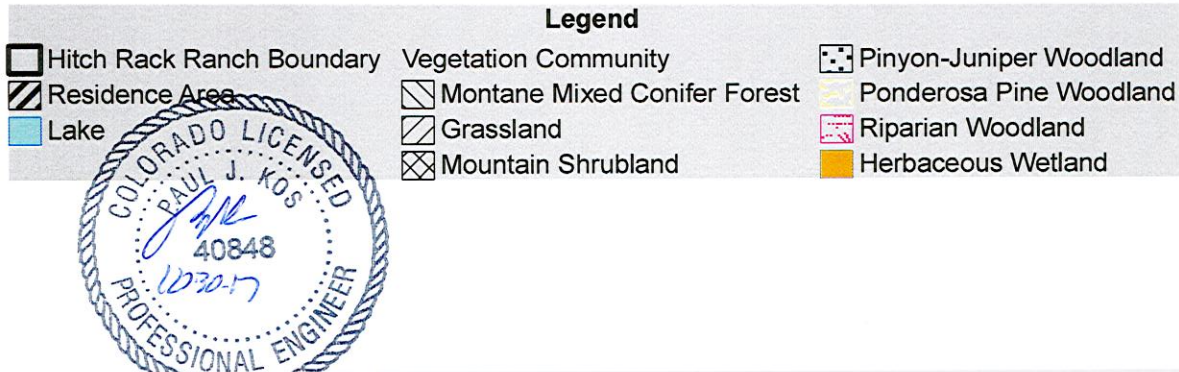 Legend
Hitch Rack Ranch Boundary
Residence Area
Lake
Vegetation Community
Montane Mixed Conifer Forest
Grassland
Mountain Shrubland
Pinyon-Juniper Woodland
Ponderosa Pine Woodland
Riparian Woodland
Herbaceous Wetland
COLORADO LICENSED
PAUL J. KOS
40848
10-30-17
PROFESSIONAL ENGINEER